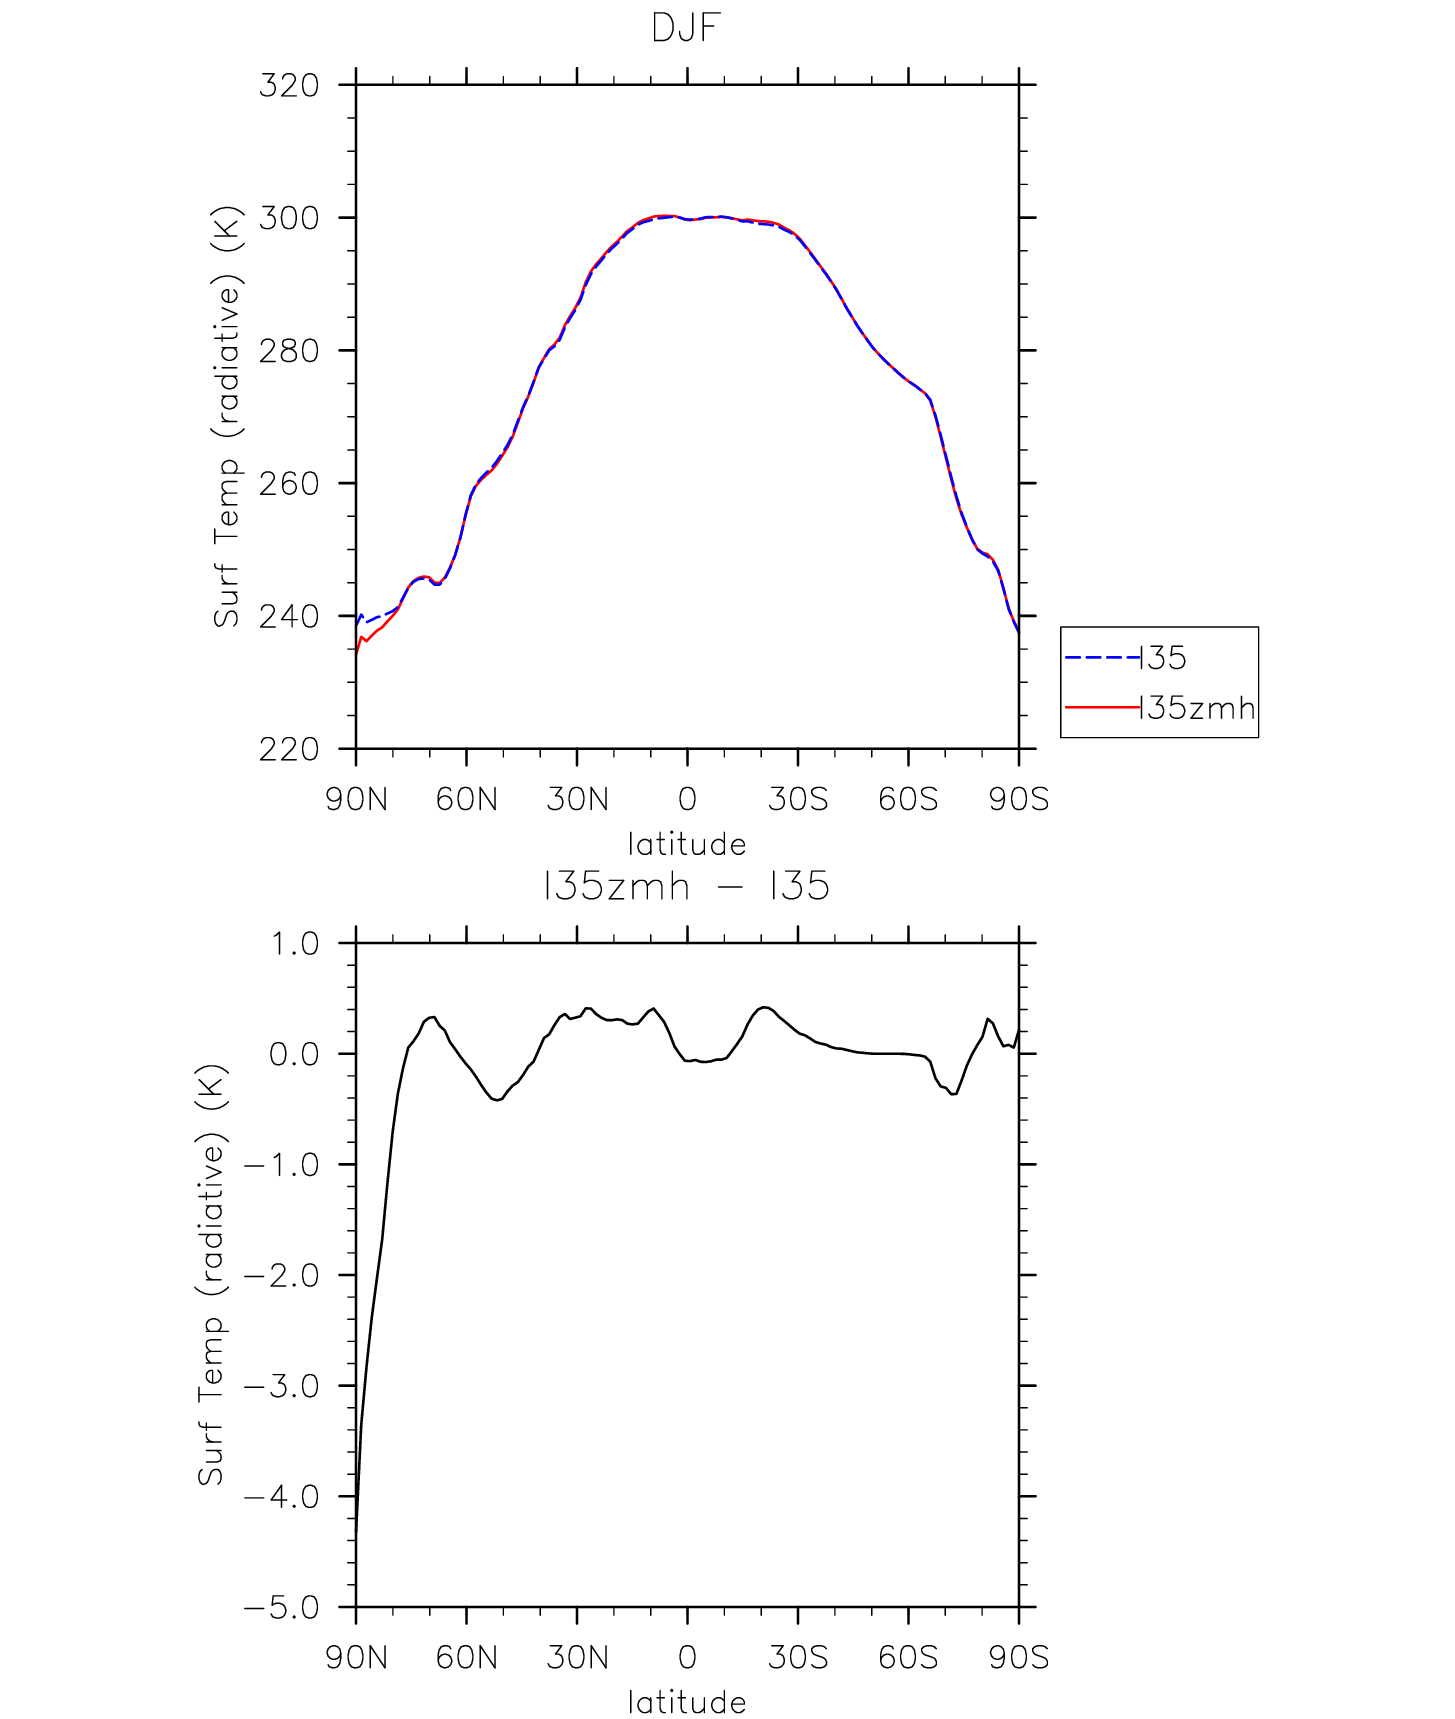 DJF
320
300
280
260
240
220
Surf Temp (radiative) (K)
90N 60N 30N 0 30S 60S 90S
latitude
I35
I35zmh
I35zmh − I35
1.0
0.0
−1.0
−2.0
−3.0
−4.0
−5.0
Surf Temp (radiative) (K)
90N 60N 30N 0 30S 60S 90S
latitude